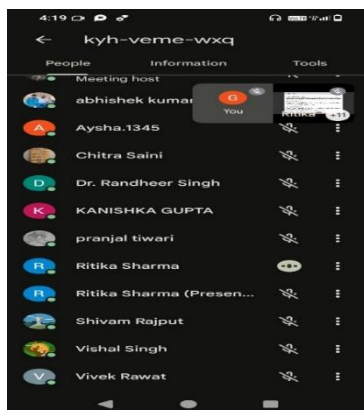 4:19
kyh-veme-wxq
People Information Tools
Meeting host
abhishek kumar
G
You
Ritika
+11
A Aysha.1345
Chitra Saini
D Dr. Randheer Singh
K KANISHKA GUPTA
pranjal tiwari
R Ritika Sharma
R Ritika Sharma (Presen...
Shivam Rajput
Vishal Singh
V Vivek Rawat